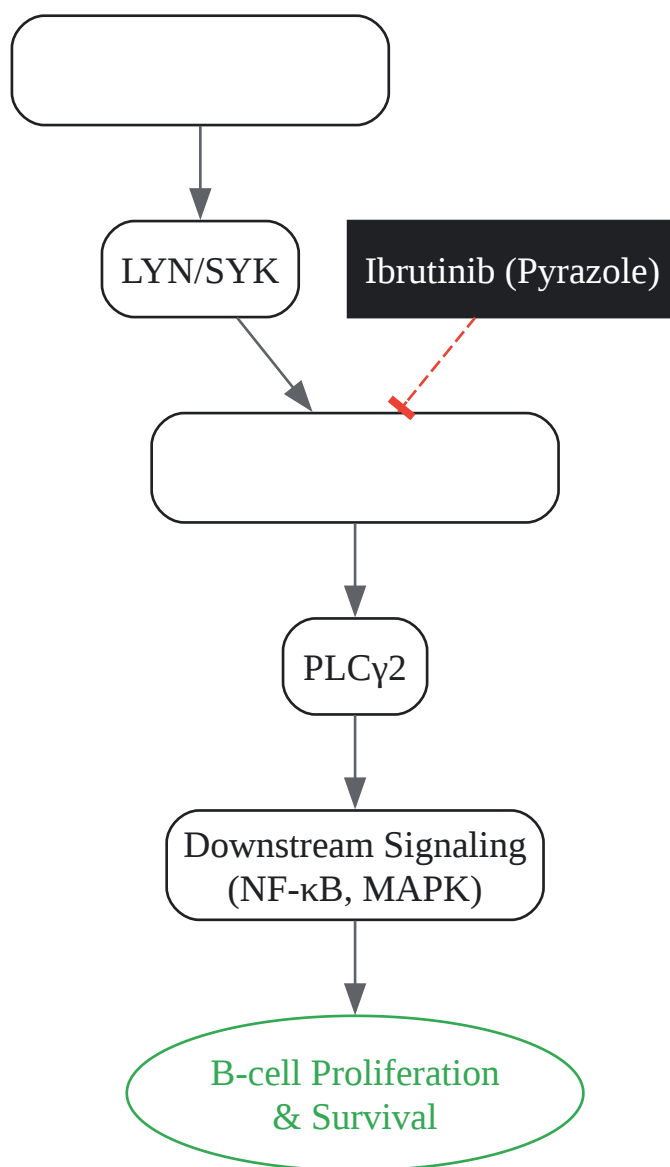 LYN/SYK
Ibrutinib (Pyrazole)
PLCγ2
Downstream Signaling
(NF-κB, MAPK)
B-cell Proliferation
& Survival